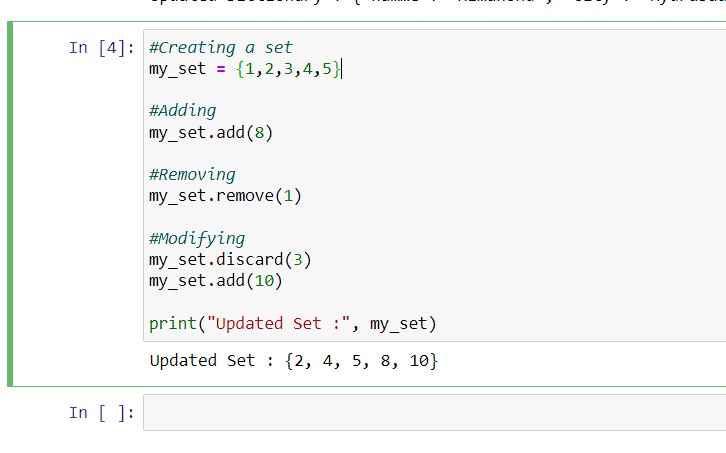 In [4]: #Creating a set
my_set = {1,2,3,4,5}
#Adding
my_set.add(8)
#Removing
my_set.remove(1)
#Modifying
my_set.discard(3)
my_set.add(10)
print("Updated Set :", my_set)
Updated Set : {2, 4, 5, 8, 10}
In [ ]: